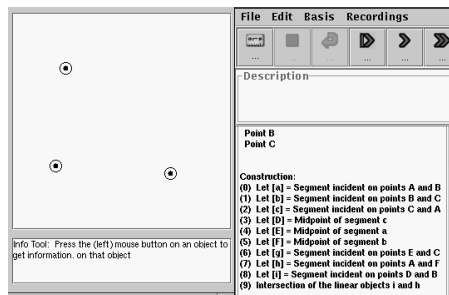 File Edit Basis Recordings
... ... ... ... ... ...
Description
Point B
Point C
Construction:
(0) Let [a] = Segment incident on points A and B
(1) Let [b] = Segment incident on points B and C
(2) Let [c] = Segment incident on points C and A
(3) Let [D] = Midpoint of segment c
(4) Let [E] = Midpoint of segment a
(5) Let [F] = Midpoint of segment b
(6) Let [g] = Segment incident on points E and C
(7) Let [h] = Segment incident on points A and F
(8) Let [i] = Segment incident on points D and B
(9) Intersection of the linear objects i and h
Info Tool: Press the (left) mouse button on an object to
get information. on that object